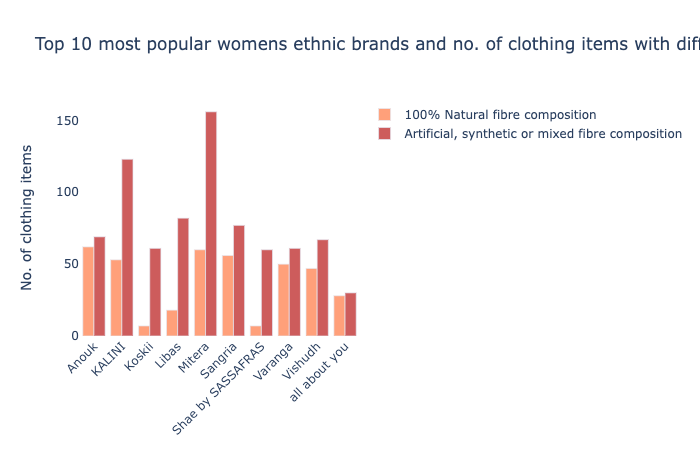 Top 10 most popular womens ethnic brands and no. of clothing items with
100% Natural fibre composition
Artificial, synthetic or mixed fibre composition
No. of clothing items
150
100
50
0
Anouk
KALINI
Koskii
Libas
Mitera
Sangria
Shae by SASSAFRAS
Varanga
Vishudh
all about you